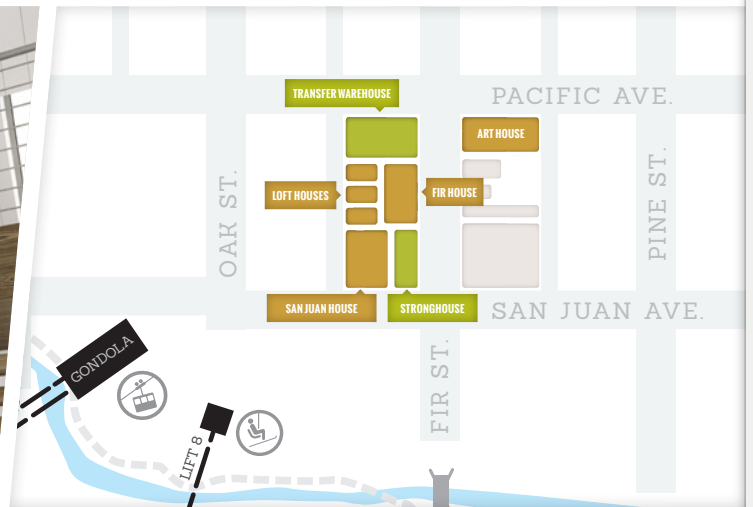 TRANSFER WAREHOUSE
PACIFIC AVE.
ART HOUSE
LOFT HOUSES
FIR HOUSE
OAK ST.
PINE ST.
SAN JUAN HOUSE
STRONGHOUSE
SAN JUAN AVE.
GONDOLA
FIR ST.
LIFT 8